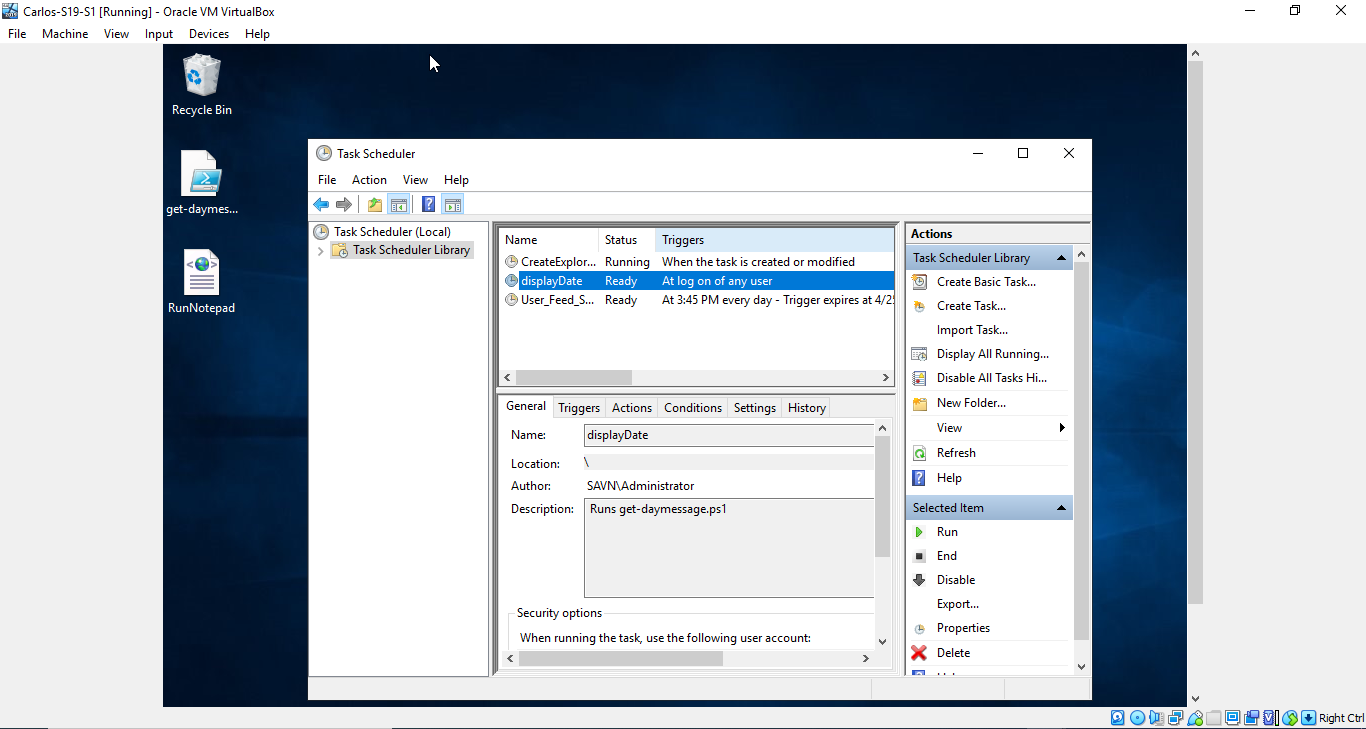 Carlos-S19-S1 [Running] - Oracle VM VirtualBox
File Machine View Input Devices Help
Recycle Bin
get-daymes...
RunNotepad
Task Scheduler
File Action View Help
Task Scheduler (Local)
Task Scheduler Library
Name Status Triggers
CreateExplor... Running When the task is created or modified
displayDate Ready At log on of any user
User_Feed_S... Ready At 3:45 PM every day - Trigger expires at 4/2
General Triggers Actions Conditions Settings History
Name: displayDate
Location: \
Author: SAVN\Administrator
Description: Runs get-daymessage.ps1
Security options
When running the task, use the following user account:
Actions
Task Scheduler Library
Create Basic Task...
Create Task...
Import Task...
Display All Running...
Disable All Tasks Hi...
New Folder...
View
Refresh
Help
Selected Item
Run
End
Disable
Export...
Properties
Delete
Right Ctrl